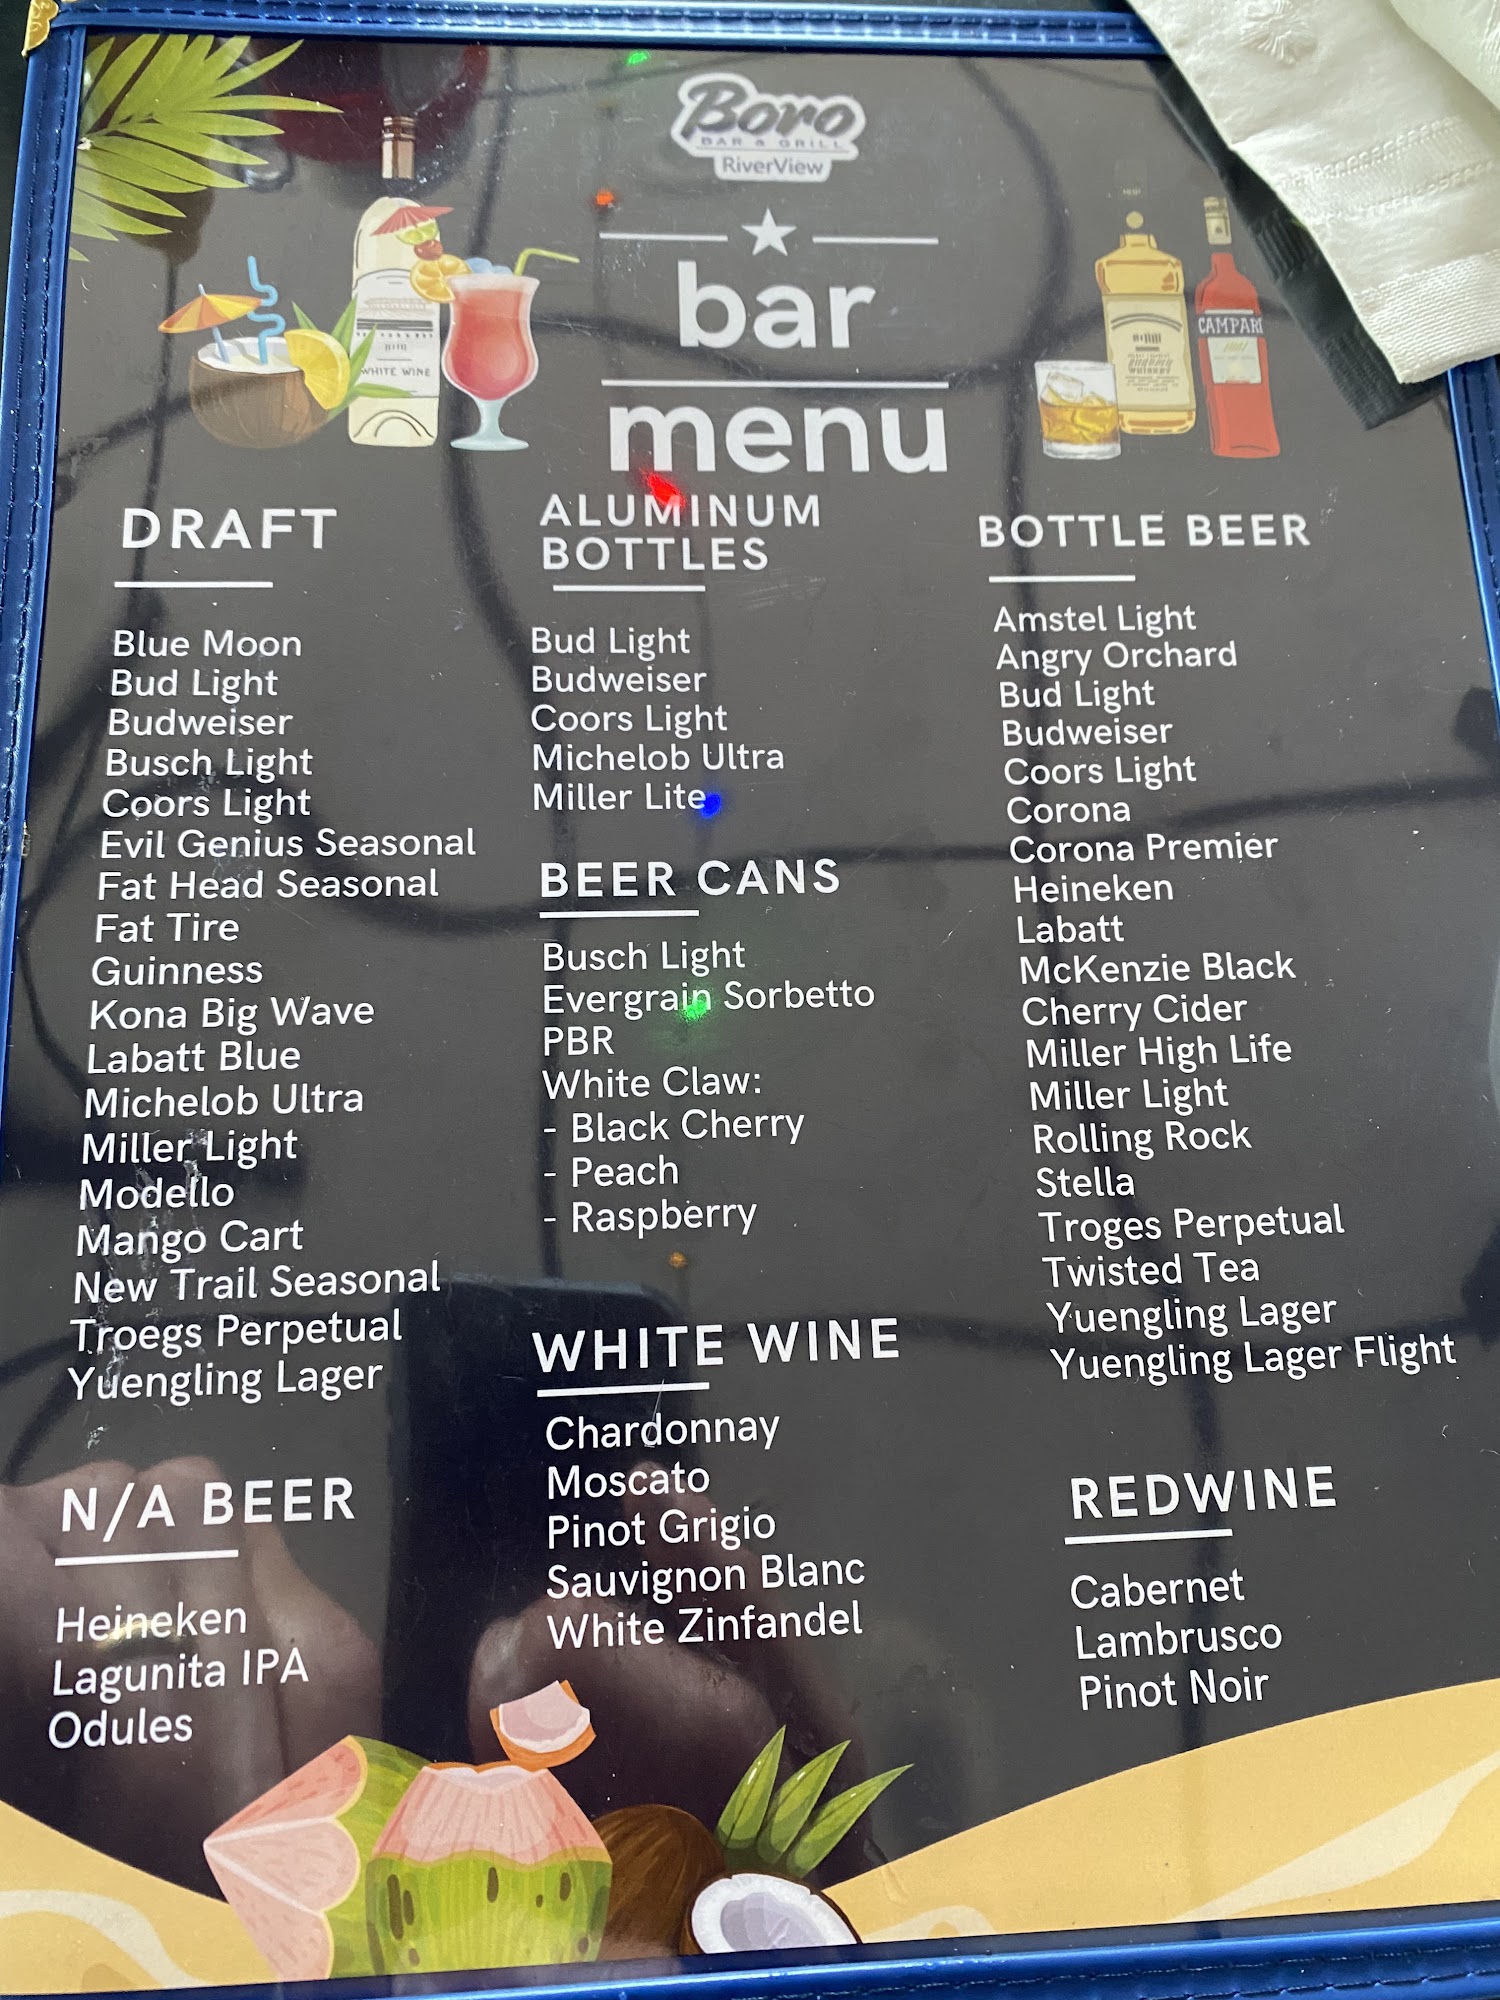 Boro
BAR & GRILL
RiverView
bar
menu
WHITE WINE
WHISKEY
CAMPARI
DRAFT
Blue Moon
Bud Light
Budweiser
Busch Light
Coors Light
Evil Genius Seasonal
Fat Head Seasonal
Fat Tire
Guinness
Kona Big Wave
Labatt Blue
Michelob Ultra
Miller Light
Modello
Mango Cart
New Trail Seasonal
Troegs Perpetual
Yuengling Lager
N/A BEER
Heineken
Lagunita IPA
Odules
ALUMINUM
BOTTLES
Bud Light
Budweiser
Coors Light
Michelob Ultra
Miller Lite
BEER CANS
Busch Light
Evergrain Sorbetto
PBR
White Claw:
- Black Cherry
- Peach
- Raspberry
WHITE WINE
Chardonnay
Moscato
Pinot Grigio
Sauvignon Blanc
White Zinfandel
BOTTLE BEER
Amstel Light
Angry Orchard
Bud Light
Budweiser
Coors Light
Corona
Corona Premier
Heineken
Labatt
McKenzie Black
Cherry Cider
Miller High Life
Miller Light
Rolling Rock
Stella
Troges Perpetual
Twisted Tea
Yuengling Lager
Yuengling Lager Flight
REDWINE
Cabernet
Lambrusco
Pinot Noir